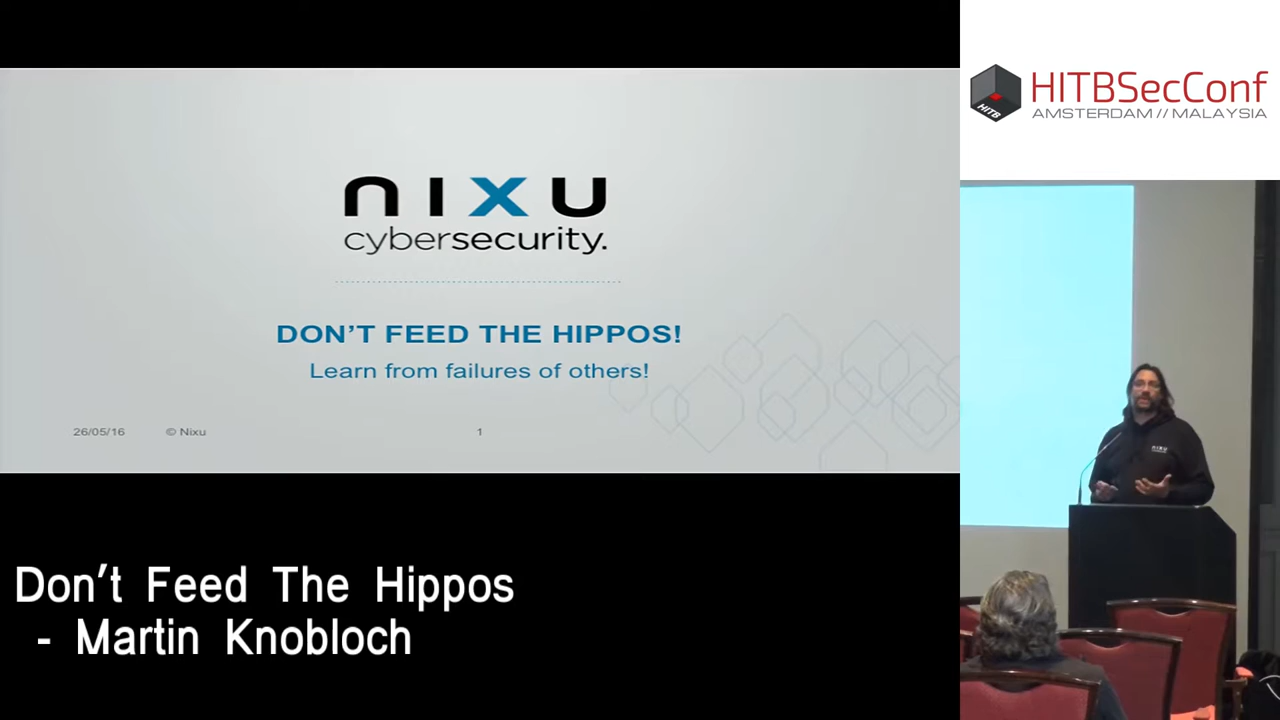 nixu
cybersecurity.
DON'T FEED THE HIPPOS!
Learn from failures of others!
26/05/16
© Nixu
1
Don't Feed The Hippos
- Martin Knobloch
HITBSecConf
AMSTERDAM // MALAYSIA
HITB
nixu